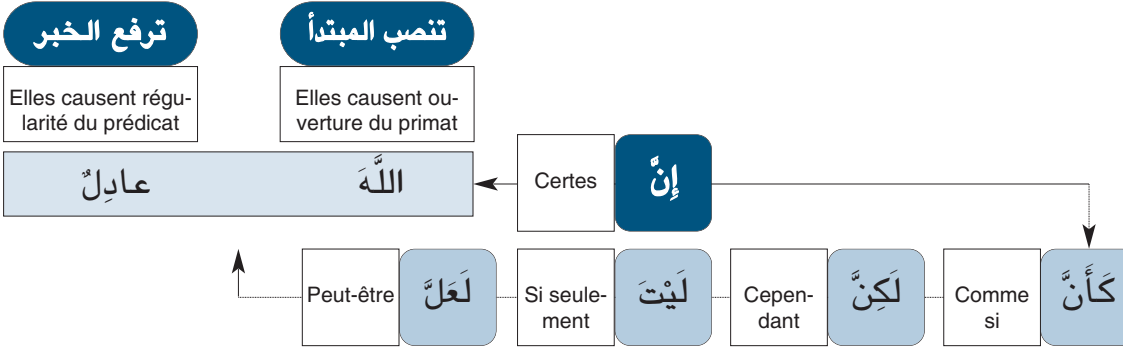 تنصب المبتدأ
ترفع الخبر
Elles causent ou-
verture du primat
Elles causent régu-
larité du prédicat
إِنَّ
Certes
اللَّهَ
عادِلٌ
كَأَنَّ
Comme
si
لَكِنَّ
Cepen-
dant
لَيْتَ
Si seule-
ment
لَعَلَّ
Peut-être